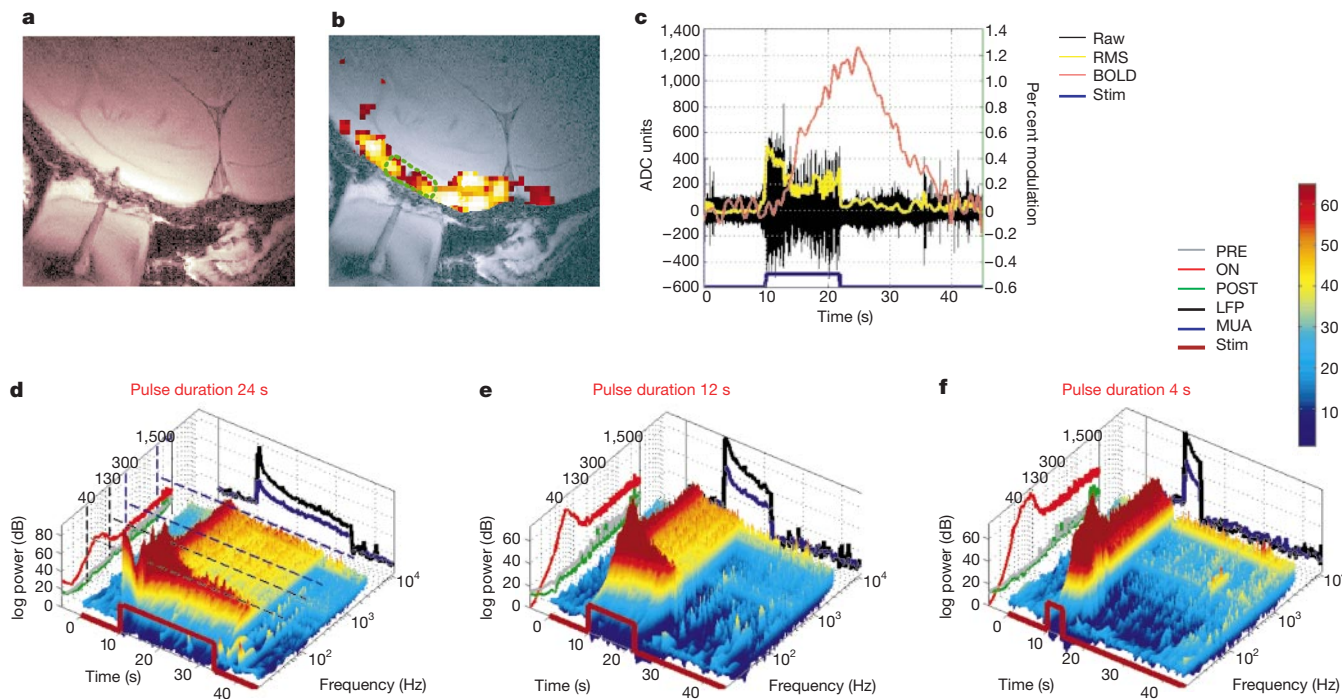 a
b
c
1,400
1,200
1,000
800
600
400
200
0
−200
−400
−600
ADC units
0
10
20
30
40
Time (s)
1.4
1.2
1.0
0.8
0.6
0.4
0.2
0
−0.2
−0.4
−0.6
Per cent modulation
Raw
RMS
BOLD
Stim
PRE
ON
POST
LFP
MUA
Stim
60
50
40
30
20
10
d
Pulse duration 24 s
1,500
300
130
40
80
60
40
20
0
log power (dB)
0
10
20
30
40
Time (s)
10²
10³
10⁴
Frequency (Hz)
e
Pulse duration 12 s
1,500
300
130
40
60
40
20
0
log power (dB)
0
10
20
30
40
Time (s)
10²
10³
10⁴
Frequency (Hz)
f
Pulse duration 4 s
1,500
300
130
40
60
40
20
0
log power (dB)
0
10
20
30
40
Time (s)
10²
10³
Frequency (Hz)